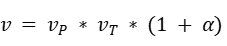 v = v_P * v_T * (1 + α)